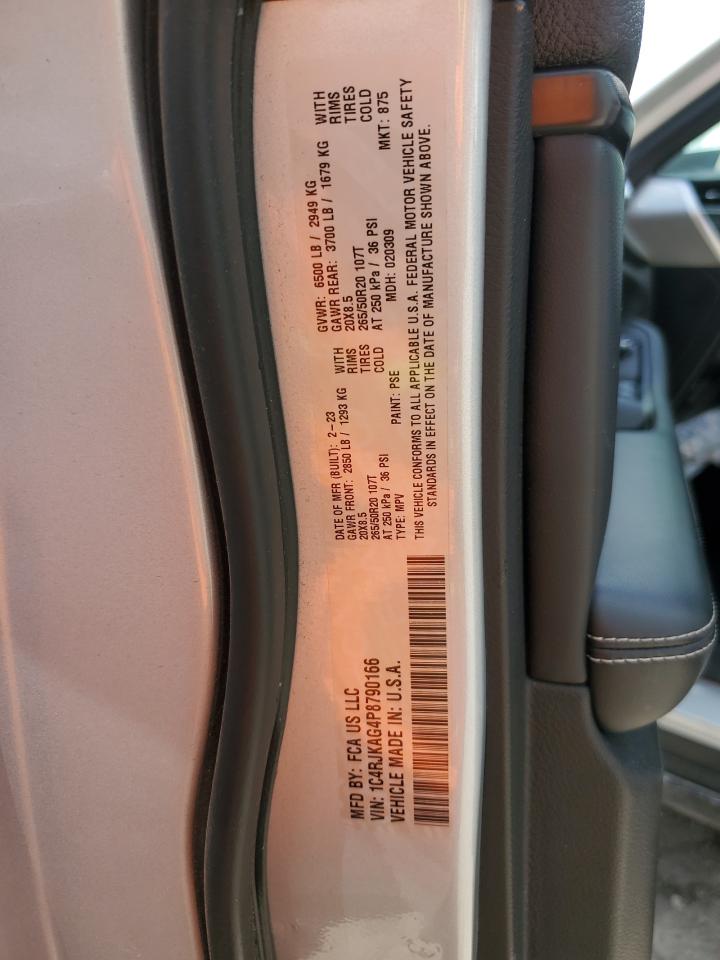 MFD BY: FCA US LLC
VIN: 1C4RJKAG4P8790166
VEHICLE MADE IN: U.S.A.
DATE OF MFR (BUILT): 2-23
GAWR FRONT: 2850 LB / 1293 KG WITH
20X8.5 RIMS
265/50R20 107T TIRES
AT 250 kPa / 36 PSI COLD
TYPE: MPV PAINT: PSE
GVWR: 6500 LB / 2949 KG
GAWR REAR: 3700 LB / 1679 KG WITH
20X8.5 RIMS
265/50R20 107T TIRES
AT 250 kPa / 36 PSI COLD
MDH: 020309 MKT: 875
THIS VEHICLE CONFORMS TO ALL APPLICABLE U.S.A. FEDERAL MOTOR VEHICLE SAFETY
STANDARDS IN EFFECT ON THE DATE OF MANUFACTURE SHOWN ABOVE.